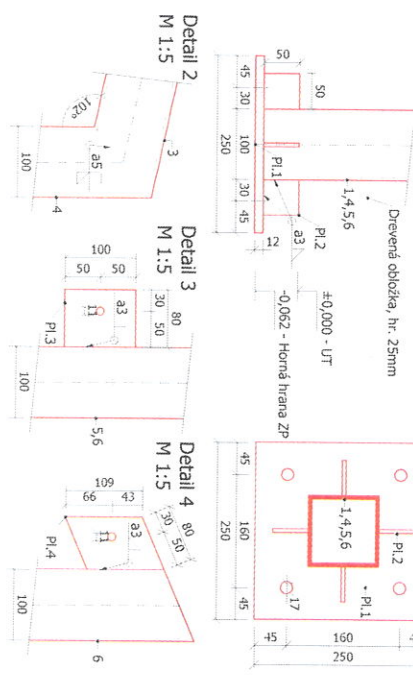 50
50
45
30
100
30
45
250
12
Pl.1
1,4,5,6
Pl.2
a3
Drevená obložka, hr. 25mm
±0,000 - UT
-0,062 - Horná hrana ZP
45
160
45
250
1,4,5,6
Pl.2
Pl.1
17
45
160
250
Detail 2
M 1:5
102°
3
a5
4
100
Detail 3
M 1:5
100
50
50
30
50
80
11
a3
Pl.3
5,6
100
Detail 4
M 1:5
109
66
43
30
50
80
11
a3
Pl.4
6
100